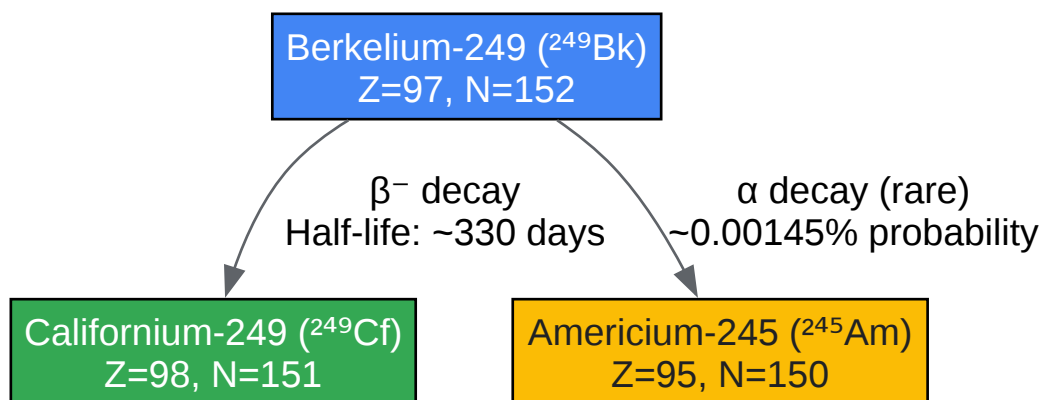 Berkelium-249 (²⁴⁹Bk)
Z=97, N=152
β⁻ decay
Half-life: ~330 days
α decay (rare)
~0.00145% probability
Californium-249 (²⁴⁹Cf)
Z=98, N=151
Americium-245 (²⁴⁵Am)
Z=95, N=150